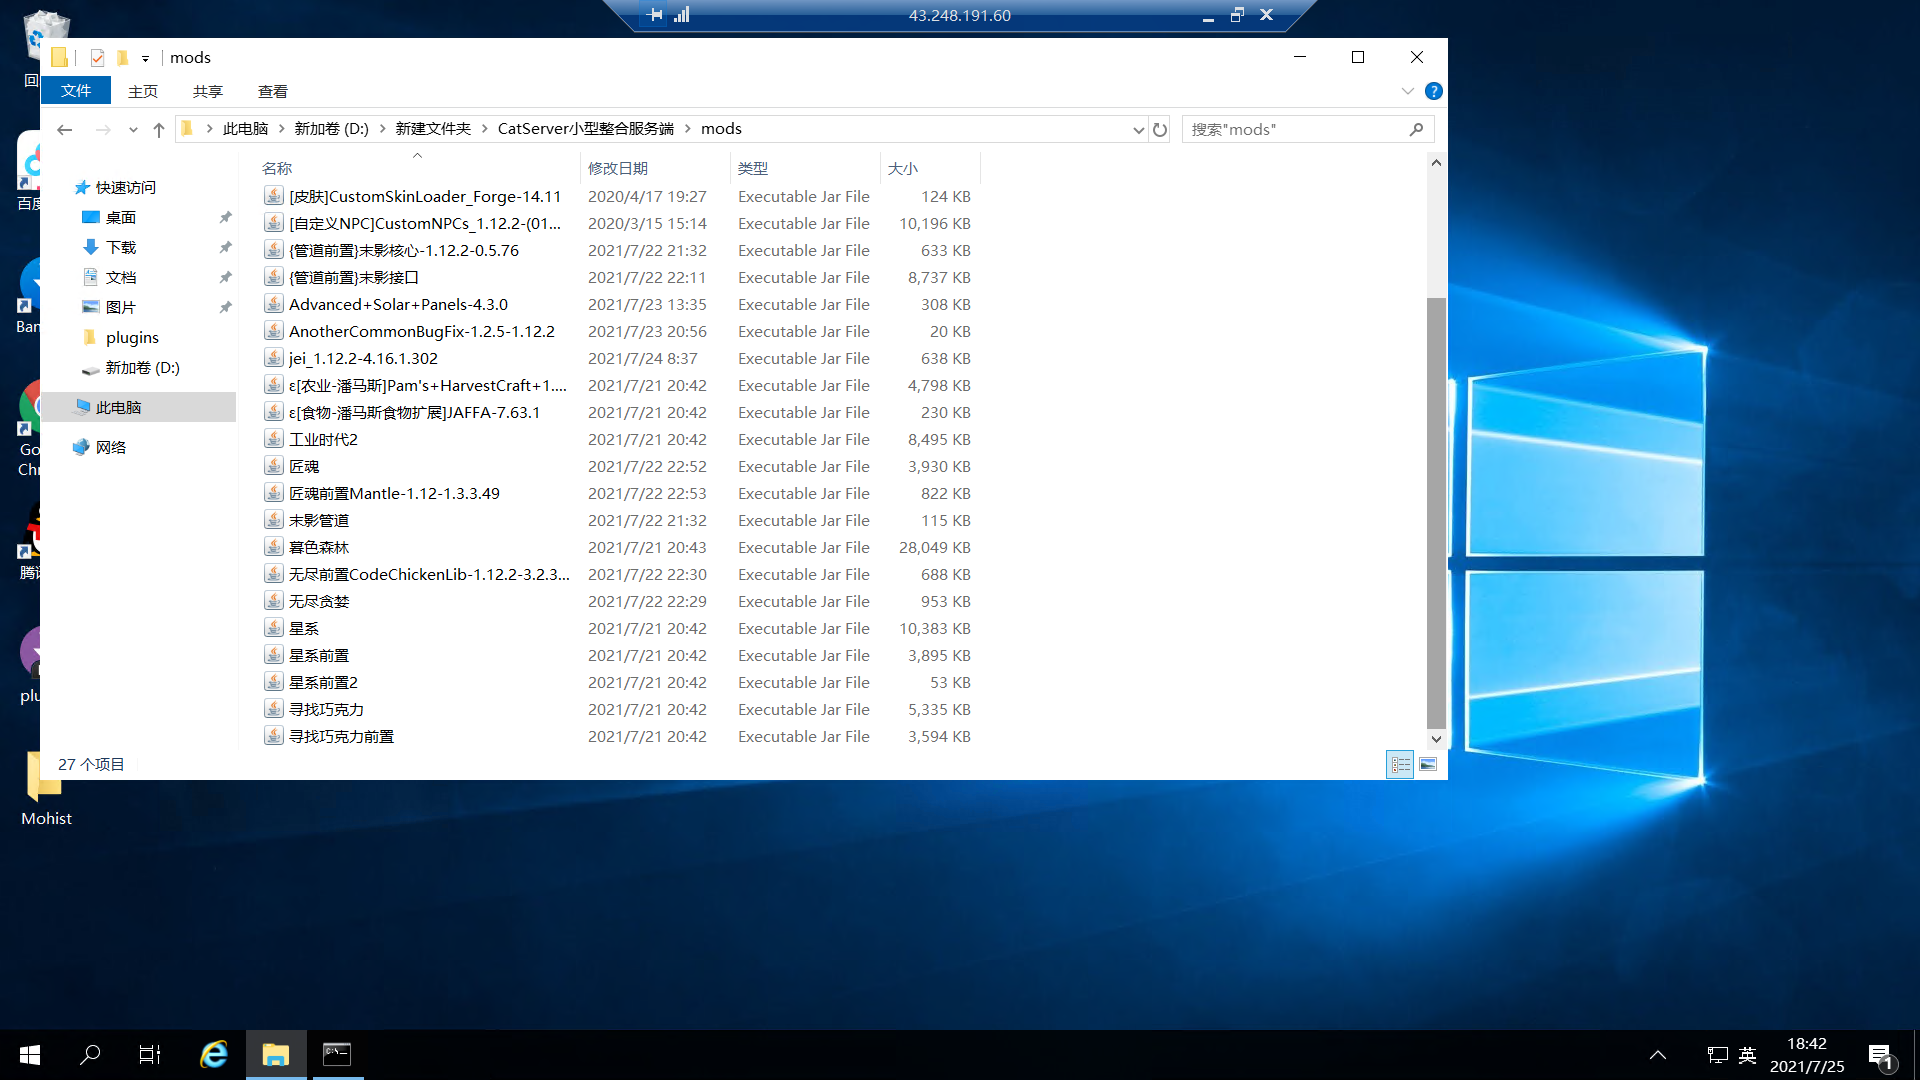 43.248.191.60
mods
文件 主页 共享 查看
此电脑 新加卷 (D:) 新建文件夹 CatServer小型整合服务端 mods
搜索"mods"
快速访问
桌面
下载
文档
图片
plugins
新加卷 (D:)
此电脑
网络
名称 修改日期 类型 大小
[皮肤]CustomSkinLoader_Forge-14.11 2020/4/17 19:27 Executable Jar File 124 KB
[自定义NPC]CustomNPCs_1.12.2-(01... 2020/3/15 15:14 Executable Jar File 10,196 KB
{管道前置}末影核心-1.12.2-0.5.76 2021/7/22 21:32 Executable Jar File 633 KB
{管道前置}末影接口 2021/7/22 22:11 Executable Jar File 8,737 KB
Advanced+Solar+Panels-4.3.0 2021/7/23 13:35 Executable Jar File 308 KB
AnotherCommonBugFix-1.2.5-1.12.2 2021/7/23 20:56 Executable Jar File 20 KB
jei_1.12.2-4.16.1.302 2021/7/24 8:37 Executable Jar File 638 KB
ε[农业-潘马斯]Pam's+HarvestCraft+1.... 2021/7/21 20:42 Executable Jar File 4,798 KB
ε[食物-潘马斯食物扩展]JAFFA-7.63.1 2021/7/21 20:42 Executable Jar File 230 KB
工业时代2 2021/7/21 20:42 Executable Jar File 8,495 KB
匠魂 2021/7/22 22:52 Executable Jar File 3,930 KB
匠魂前置Mantle-1.12-1.3.3.49 2021/7/22 22:53 Executable Jar File 822 KB
末影管道 2021/7/22 21:32 Executable Jar File 115 KB
暮色森林 2021/7/21 20:43 Executable Jar File 28,049 KB
无尽前置CodeChickenLib-1.12.2-3.2.3... 2021/7/22 22:30 Executable Jar File 688 KB
无尽贪婪 2021/7/22 22:29 Executable Jar File 953 KB
星系 2021/7/21 20:42 Executable Jar File 10,383 KB
星系前置 2021/7/21 20:42 Executable Jar File 3,895 KB
星系前置2 2021/7/21 20:42 Executable Jar File 53 KB
寻找巧克力 2021/7/21 20:42 Executable Jar File 5,335 KB
寻找巧克力前置 2021/7/21 20:42 Executable Jar File 3,594 KB
27 个项目
回
百度
Ban
Go
Chr
腾讯
plu
Mohist
英
18:42
2021/7/25
1